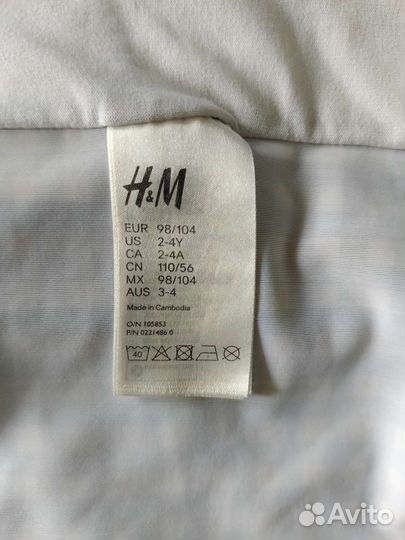 H&M
EUR 98/104
US 2-4Y
CA 2-4A
CN 110/56
MX 98/104
AUS 3-4
Made in Cambodia
O/N 105853
P/N 0221486 0
40
Avito